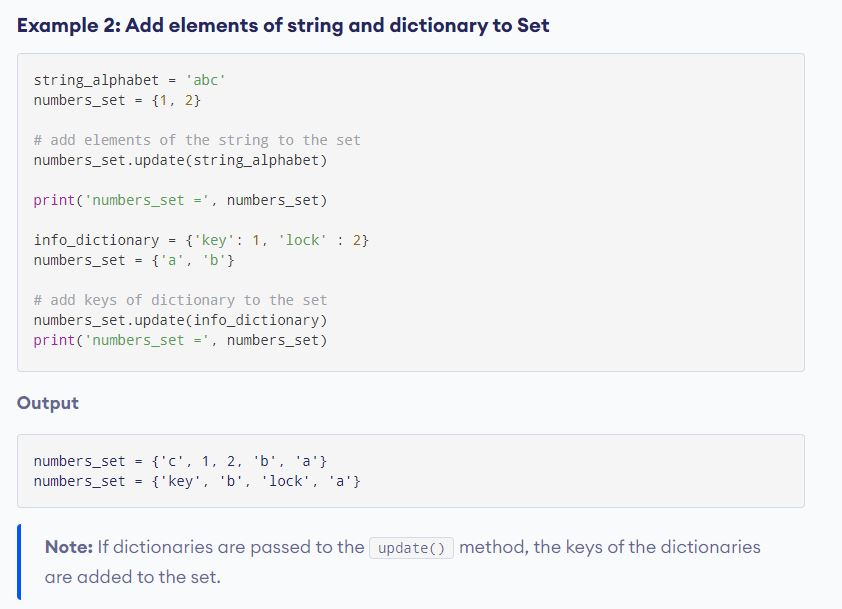 Example 2: Add elements of string and dictionary to Set
string_alphabet = 'abc'
numbers_set = {1, 2}
# add elements of the string to the set
numbers_set.update(string_alphabet)
print('numbers_set =', numbers_set)
info_dictionary = {'key': 1, 'lock' : 2}
numbers_set = {'a', 'b'}
# add keys of dictionary to the set
numbers_set.update(info_dictionary)
print('numbers_set =', numbers_set)
Output
numbers_set = {'c', 1, 2, 'b', 'a'}
numbers_set = {'key', 'b', 'lock', 'a'}
Note: If dictionaries are passed to the update() method, the keys of the dictionaries
are added to the set.